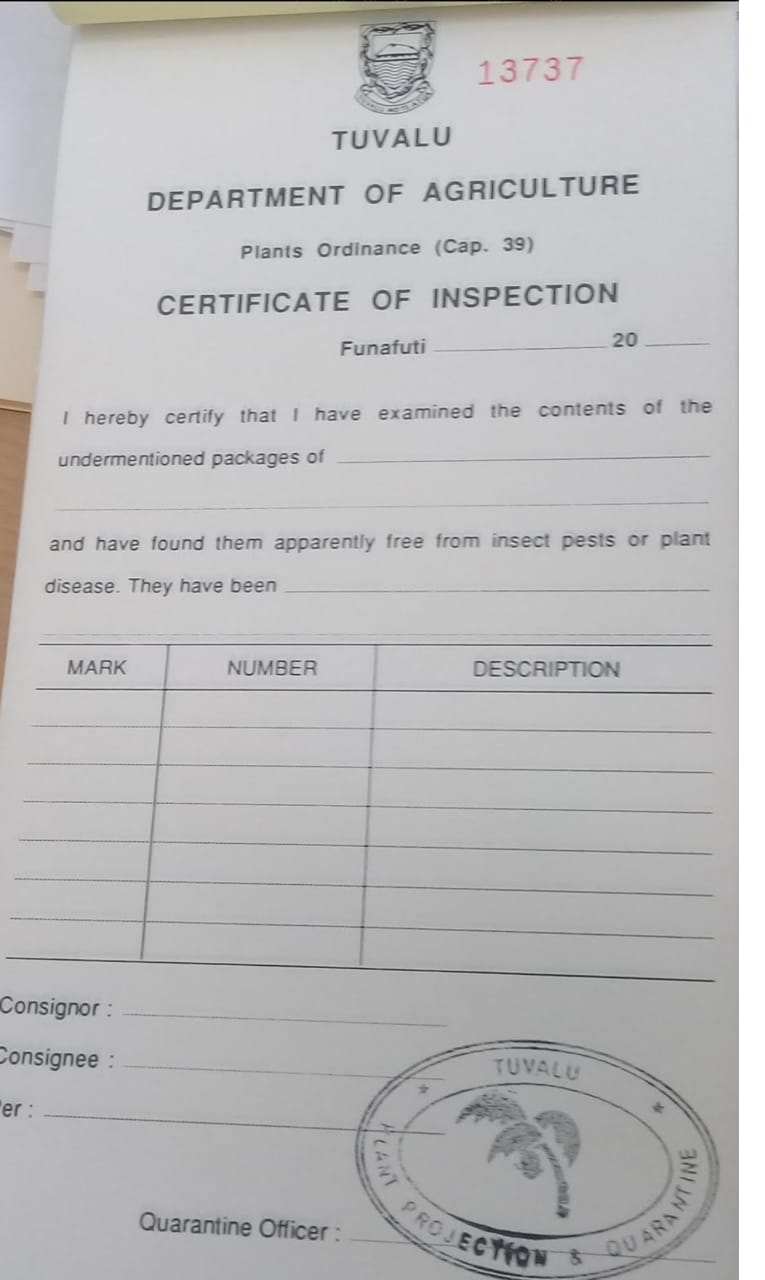 13737
TUVALU
DEPARTMENT OF AGRICULTURE
Plants Ordinance (Cap. 39)
CERTIFICATE OF INSPECTION
Funafuti 20
I hereby certify that I have examined the contents of the
undermentioned packages of
and have found them apparently free from insect pests or plant
disease. They have been
MARK NUMBER DESCRIPTION
Consignor :
Consignee :
er :
Quarantine Officer :
TUVALU
PLANT PROJECTION & QUARANTINE